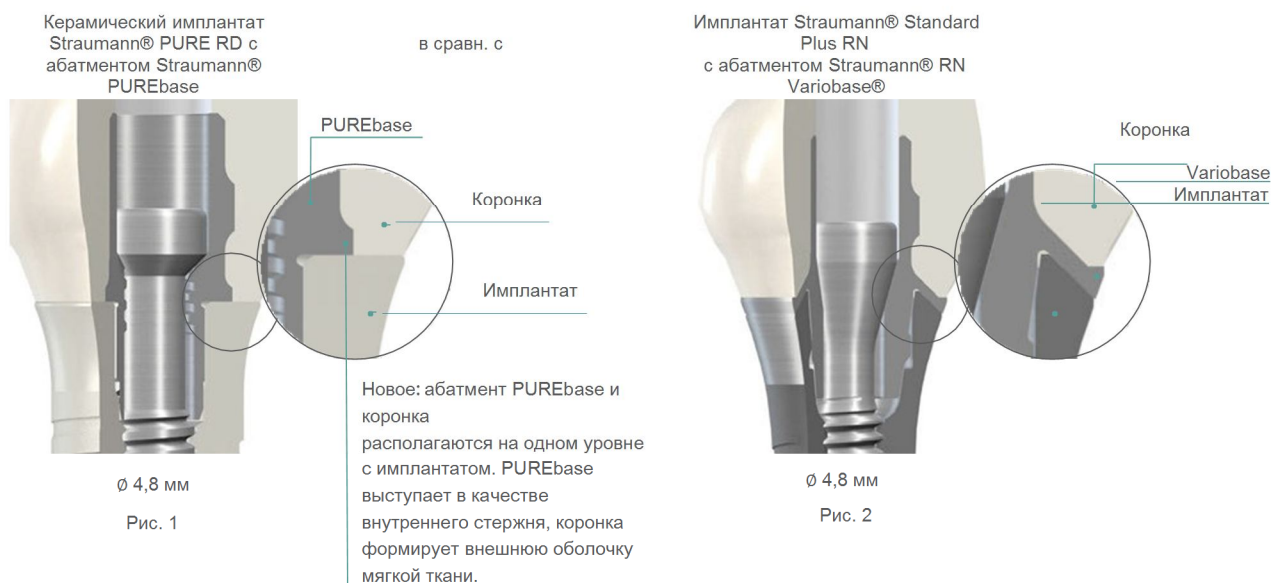 Керамический имплантат
Straumann® PURE RD с
абатментом Straumann®
PUREbase
в сравн. с
Имплантат Straumann® Standard
Plus RN
с абатментом Straumann® RN
Variobase®
PUREbase
Коронка
Имплантат
Коронка
Variobase
Имплантат
Новое: абатмент PUREbase и
коронка
располагаются на одном уровне
с имплантатом. PUREbase
выступает в качестве
внутреннего стержня, коронка
формирует внешнюю оболочку
мягкой ткани.
Ø 4,8 мм
Рис. 1
Ø 4,8 мм
Рис. 2